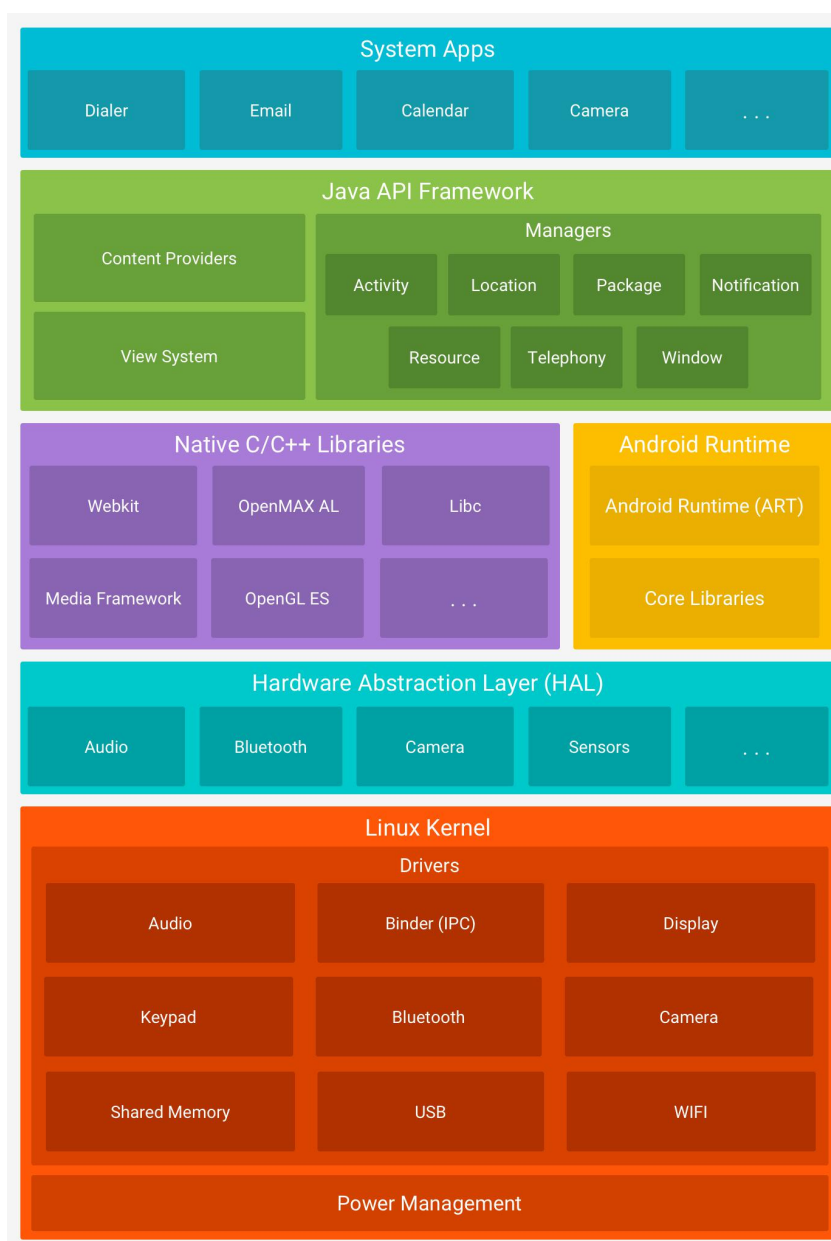 System Apps
Dialer Email Calendar Camera . . .
Java API Framework
Content Providers
View System
Managers
Activity Location Package Notification
Resource Telephony Window
Native C/C++ Libraries
Webkit OpenMAX AL Libc
Media Framework OpenGL ES . . .
Android Runtime
Android Runtime (ART)
Core Libraries
Hardware Abstraction Layer (HAL)
Audio Bluetooth Camera Sensors . . .
Linux Kernel
Drivers
Audio Binder (IPC) Display
Keypad Bluetooth Camera
Shared Memory USB WIFI
Power Management